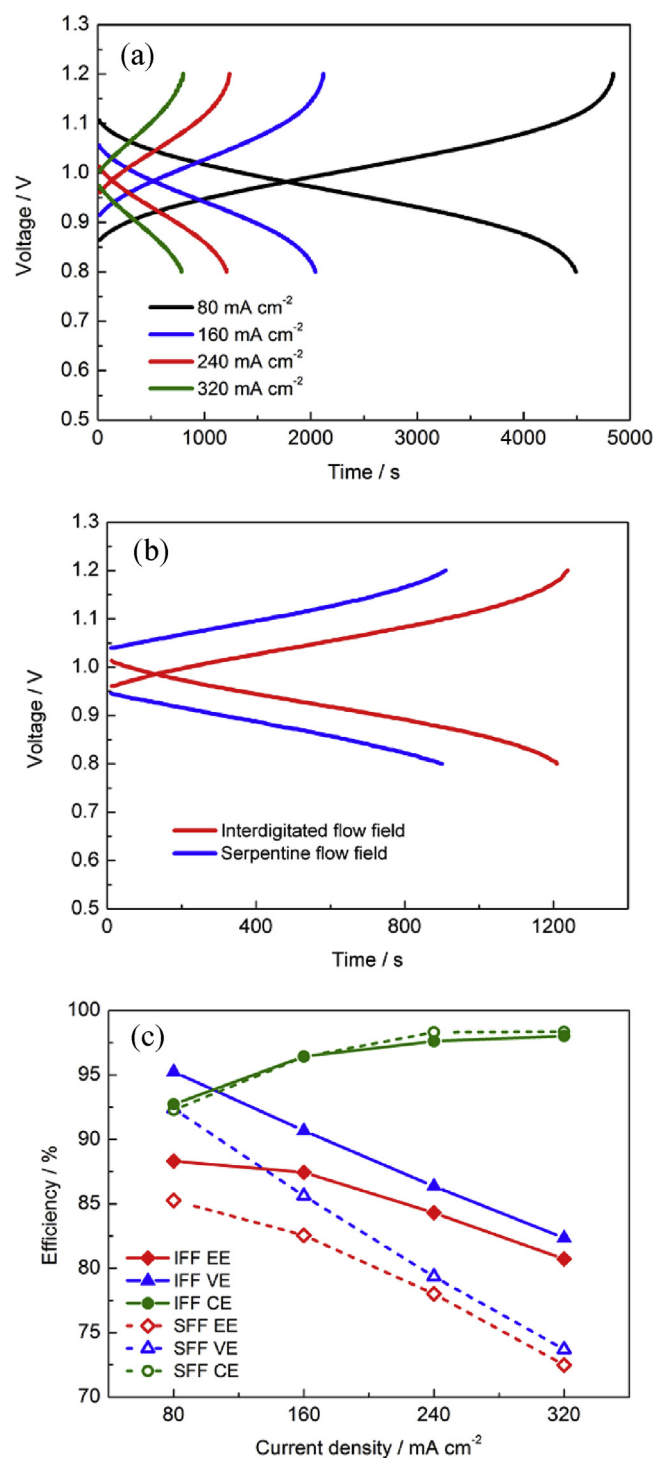 (a)
1.3
1.2
1.1
1.0
0.9
0.8
0.7
0.6
0.5
Voltage / V
80 mA cm-2
160 mA cm-2
240 mA cm-2
320 mA cm-2
0 1000 2000 3000 4000 5000
Time / s
(b)
1.3
1.2
1.1
1.0
0.9
0.8
0.7
0.6
0.5
Voltage / V
Interdigitated flow field
Serpentine flow field
0 400 800 1200
Time / s
(c)
100
95
90
85
80
75
70
Efficiency / %
IFF EE
IFF VE
IFF CE
SFF EE
SFF VE
SFF CE
80 160 240 320
Current density / mA cm-2